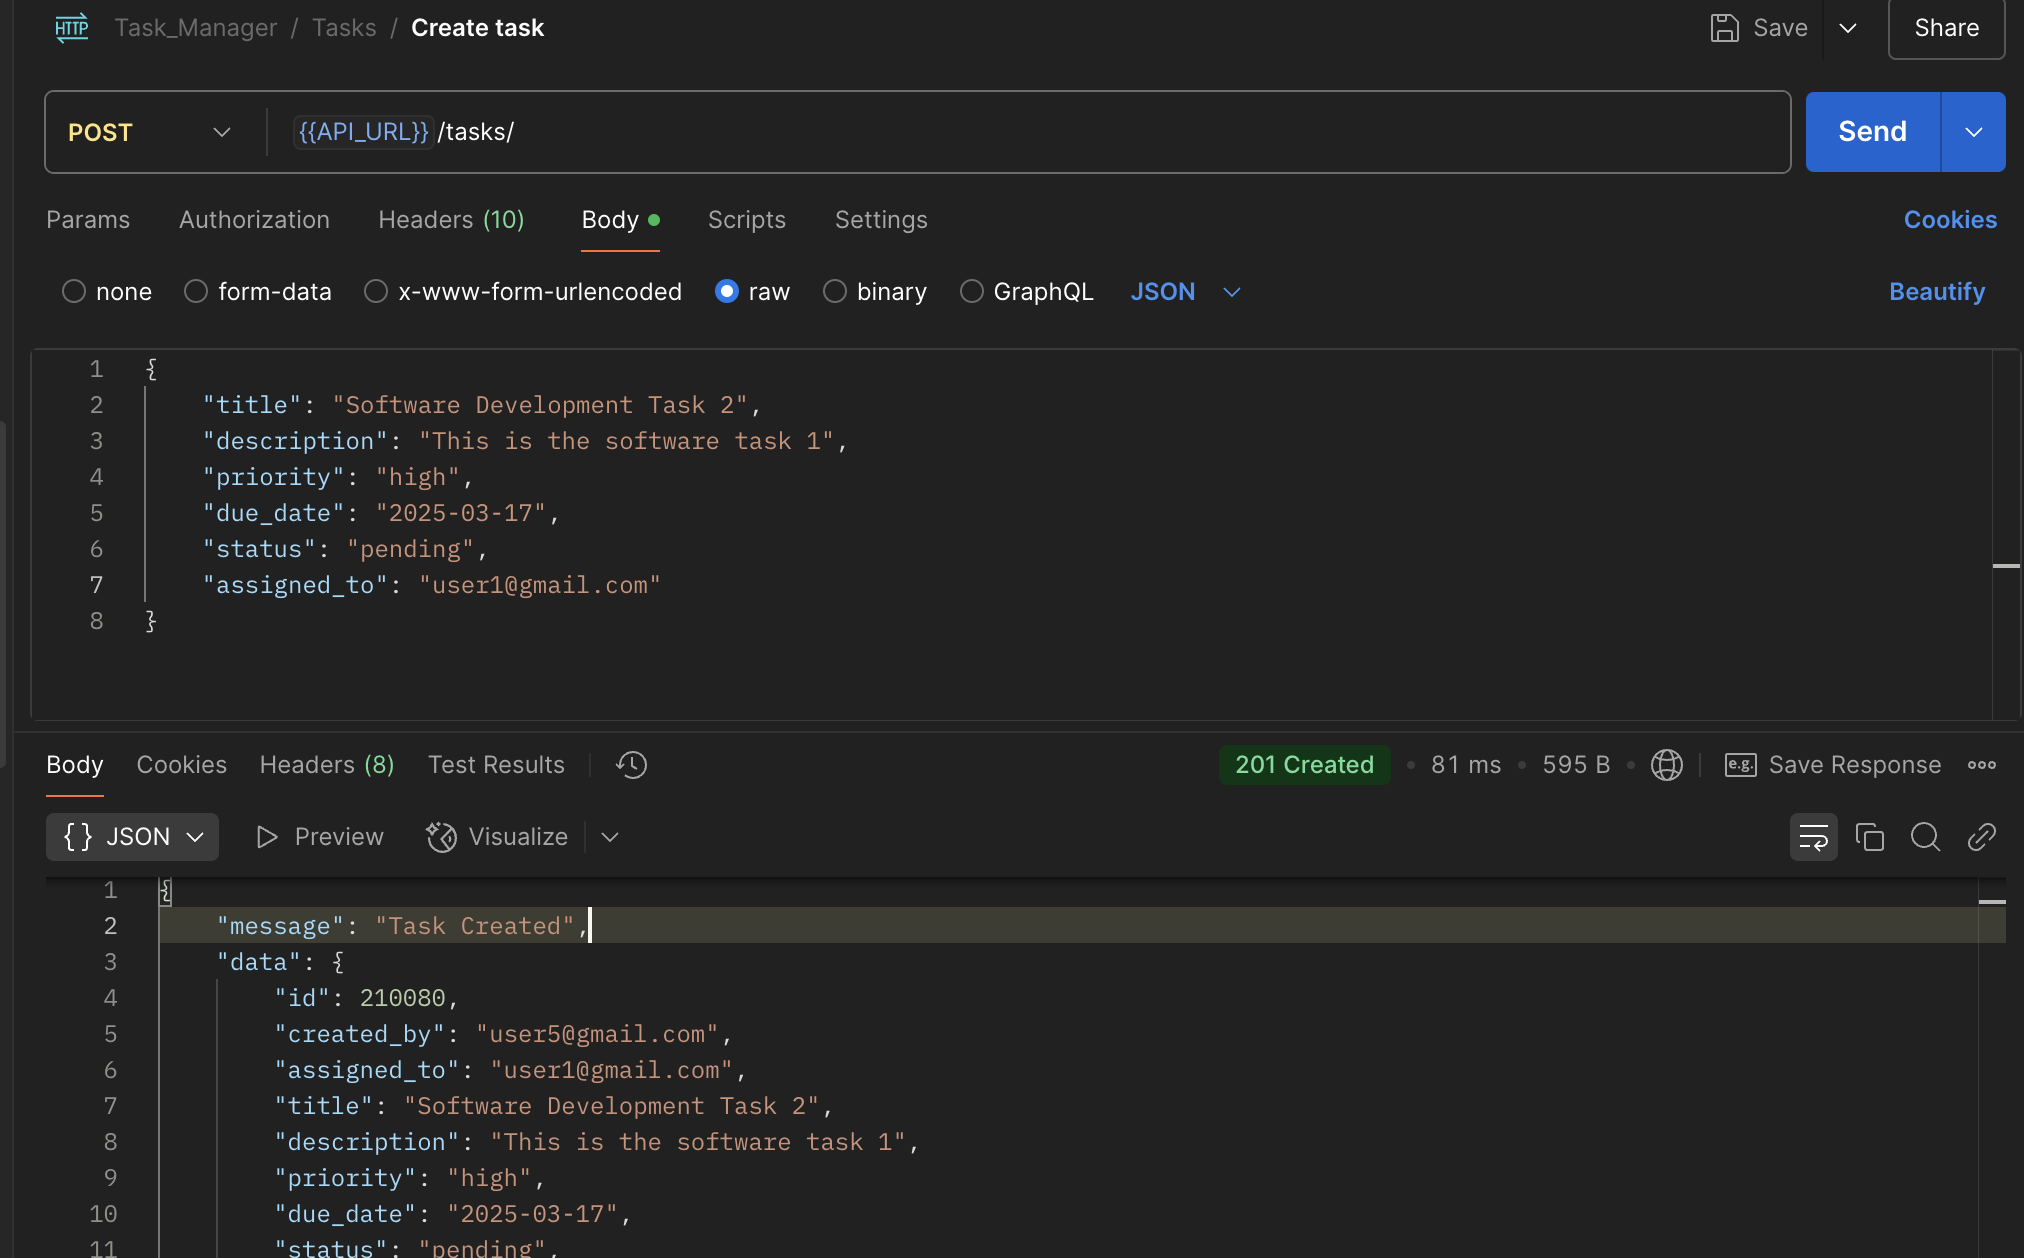 HTTP Task_Manager / Tasks / Create task Save Share
POST {{API_URL}}/tasks/ Send
Params Authorization Headers (10) Body Scripts Settings Cookies
none form-data x-www-form-urlencoded raw binary GraphQL JSON Beautify
1 {
2 "title": "Software Development Task 2",
3 "description": "This is the software task 1",
4 "priority": "high",
5 "due_date": "2025-03-17",
6 "status": "pending",
7 "assigned_to": "user1@gmail.com"
8 }
Body Cookies Headers (8) Test Results 201 Created • 81 ms • 595 B • e.g. Save Response
{} JSON Preview Visualize
1 {
2 "message": "Task Created",
3 "data": {
4 "id": 210080,
5 "created_by": "user5@gmail.com",
6 "assigned_to": "user1@gmail.com",
7 "title": "Software Development Task 2",
8 "description": "This is the software task 1",
9 "priority": "high",
10 "due_date": "2025-03-17",
11 "status": "pending",